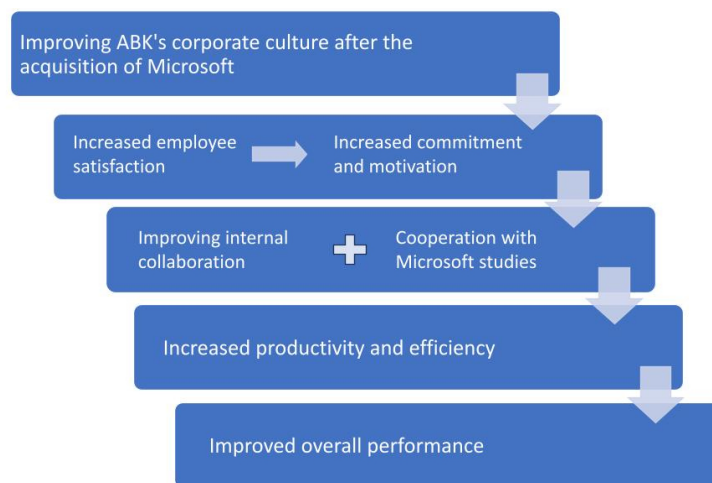 Improving ABK's corporate culture after the
acquisition of Microsoft
Increased employee
satisfaction
Increased commitment
and motivation
Improving internal
collaboration
Cooperation with
Microsoft studies
Increased productivity and efficiency
Improved overall performance